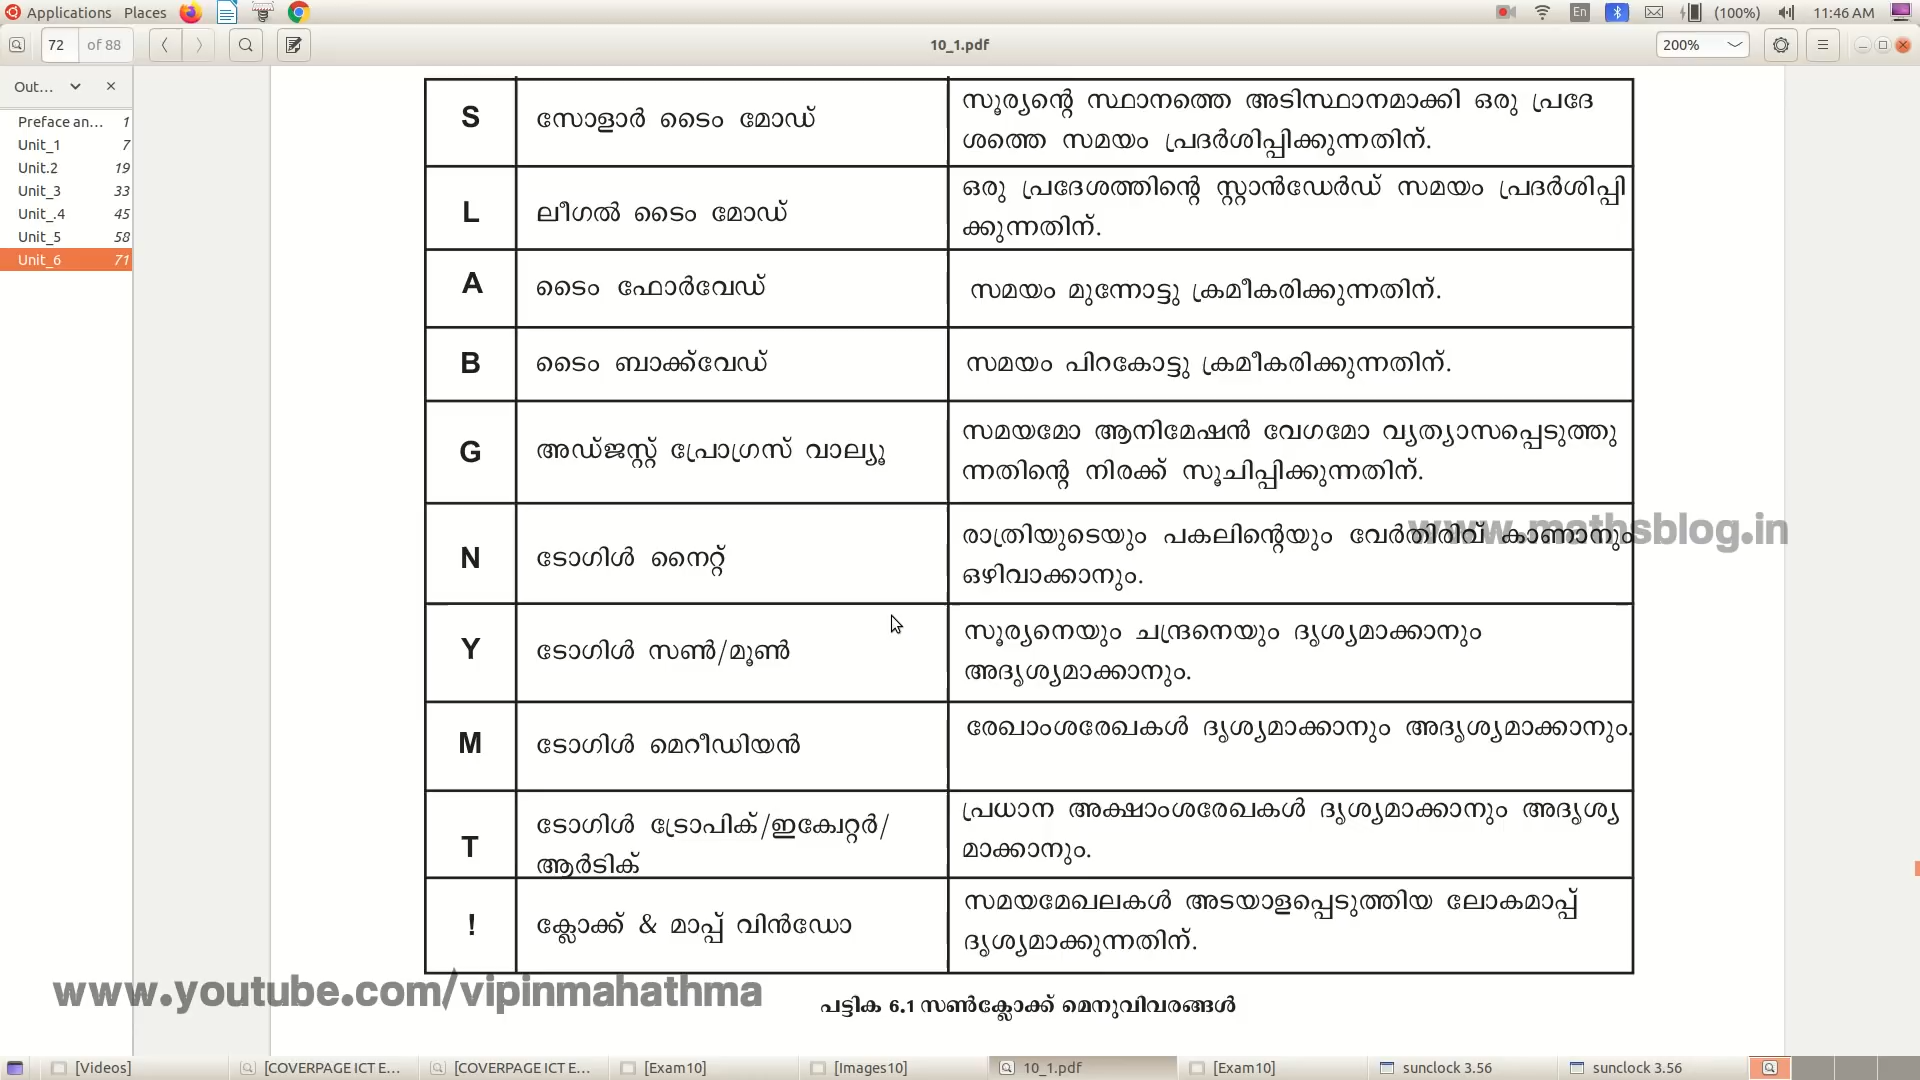 Applications Places En (100%) 11:46 AM
72 of 88 10_1.pdf 200%
Out...
Preface an... 1
Unit_1 7
Unit.2 19
Unit_3 33
Unit_.4 45
Unit_5 58
Unit_6 71
S സോളാർ ടൈം മോഡ് സൂര്യന്റെ സ്ഥാനത്തെ അടിസ്ഥാനമാക്കി ഒരു പ്രദേ
ശത്തെ സമയം പ്രദർശിപ്പിക്കുന്നതിന്.
L ലീഗൽ ടൈം മോഡ് ഒരു പ്രദേശത്തിന്റെ സ്റ്റാൻഡേർഡ് സമയം പ്രദർശിപ്പി
ക്കുന്നതിന്.
A ടൈം ഫോർവേഡ് സമയം മുന്നോട്ടു ക്രമീകരിക്കുന്നതിന്.
B ടൈം ബാക്ക്‌വേഡ് സമയം പിറകോട്ടു ക്രമീകരിക്കുന്നതിന്.
G അഡ്ജസ്റ്റ് പ്രോഗ്രസ് വാല്യൂ സമയമോ ആനിമേഷൻ വേഗമോ വ്യത്യാസപ്പെടുത്തു
ന്നതിന്റെ നിരക്ക് സൂചിപ്പിക്കുന്നതിന്.
N ടോഗിൾ നൈറ്റ് രാത്രിയുടെയും പകലിന്റെയും വേർതിരിവ് കാണാനും
ഒഴിവാക്കാനും.
www.mathsblog.in
Y ടോഗിൾ സൺ/മൂൺ സൂര്യനെയും ചന്ദ്രനെയും ദൃശ്യമാക്കാനും
അദൃശ്യമാക്കാനും.
M ടോഗിൾ മെറീഡിയൻ രേഖാംശരേഖകൾ ദൃശ്യമാക്കാനും അദൃശ്യമാക്കാനും.
T ടോഗിൾ ട്രോപിക്/ഇക്വേറ്റർ/ പ്രധാന അക്ഷാംശരേഖകൾ ദൃശ്യമാക്കാനും അദൃശ്യ
ആർടിക് മാക്കാനും.
! ക്ലോക്ക് & മാപ്പ് വിൻഡോ സമയമേഖലകൾ അടയാളപ്പെടുത്തിയ ലോകമാപ്പ്
ദൃശ്യമാക്കുന്നതിന്.
www.youtube.com/vipinmahathma
പട്ടിക 6.1 സൺക്ലോക്ക് മെനുവിവരങ്ങൾ
[Videos] [COVERPAGE ICT E... [COVERPAGE ICT E... [Exam10] [Images10] 10_1.pdf [Exam10] sunclock 3.56 sunclock 3.56